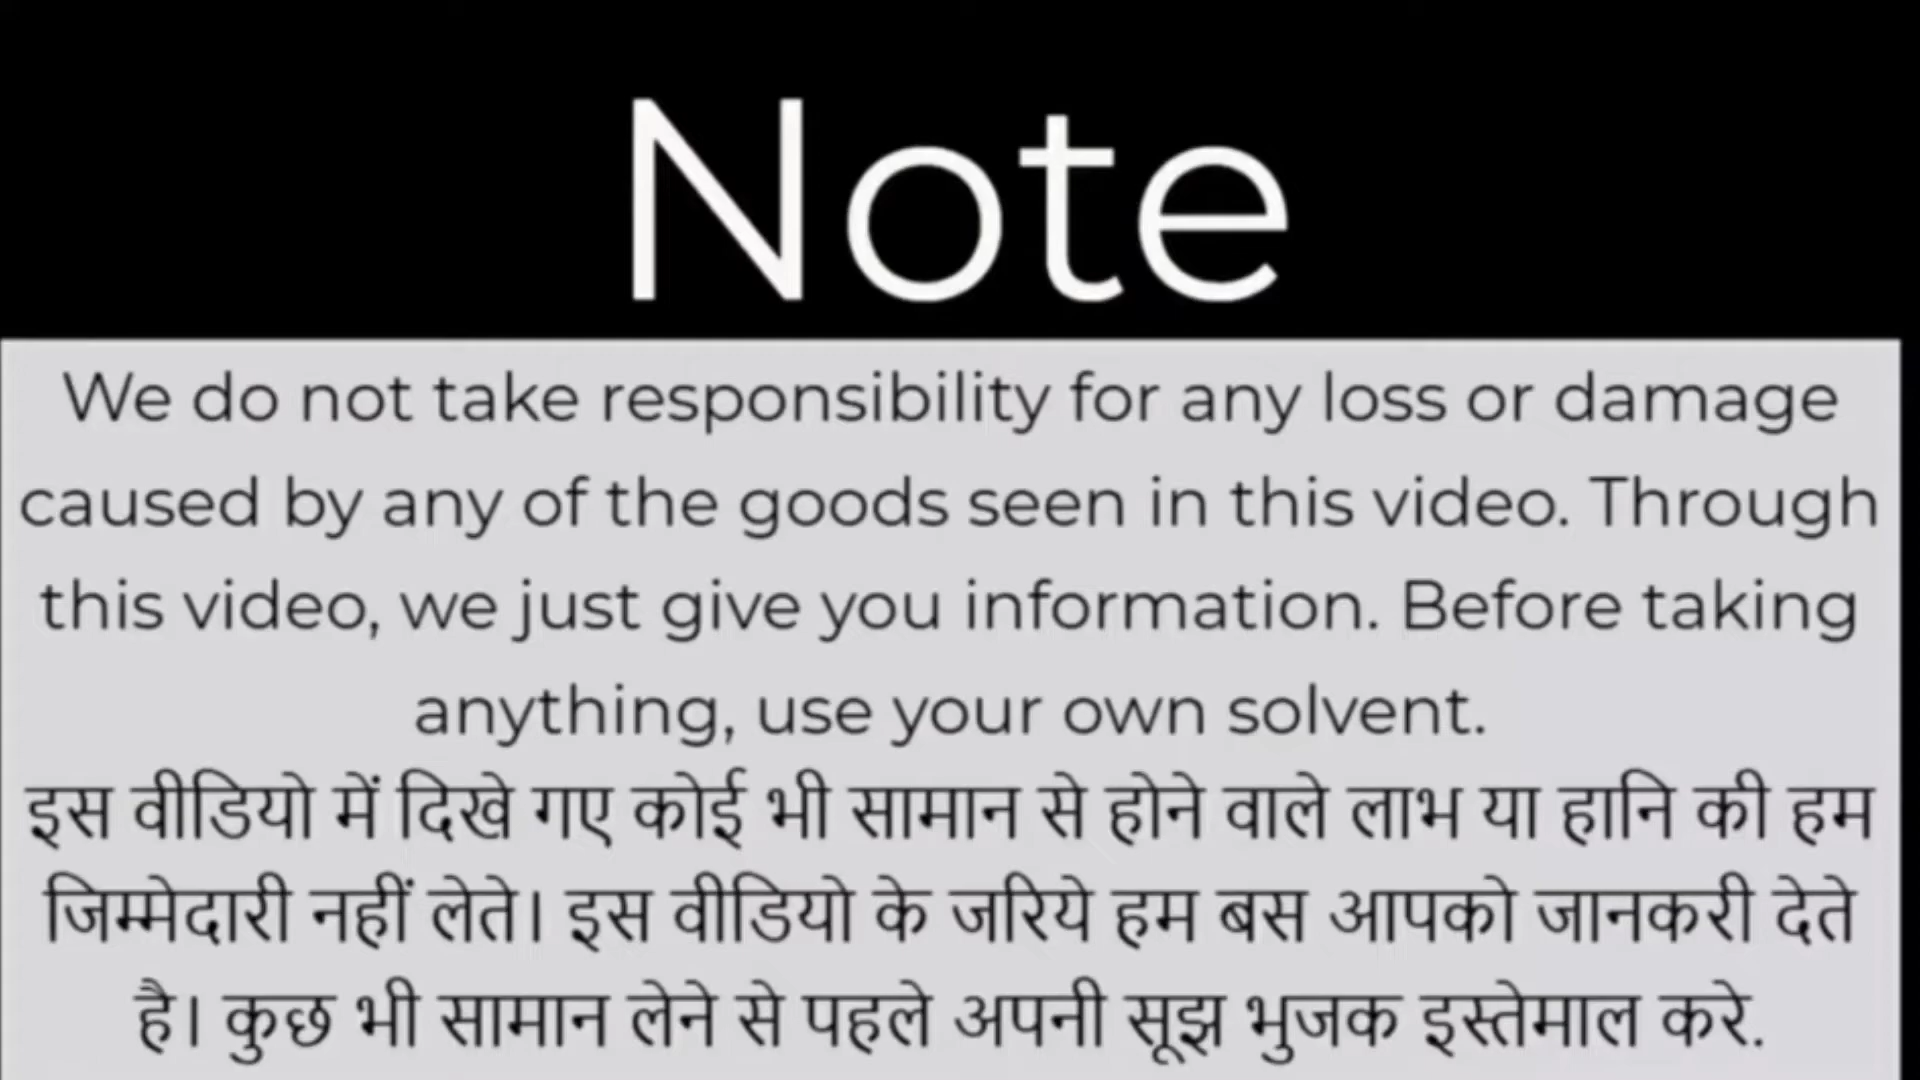 Note
We do not take responsibility for any loss or damage
caused by any of the goods seen in this video. Through
this video, we just give you information. Before taking
anything, use your own solvent.
इस वीडियो में दिखे गए कोई भी सामान से होने वाले लाभ या हानि की हम
जिम्मेदारी नहीं लेते। इस वीडियो के जरिये हम बस आपको जानकरी देते
है। कुछ भी सामान लेने से पहले अपनी सूझ भुजक इस्तेमाल करे.